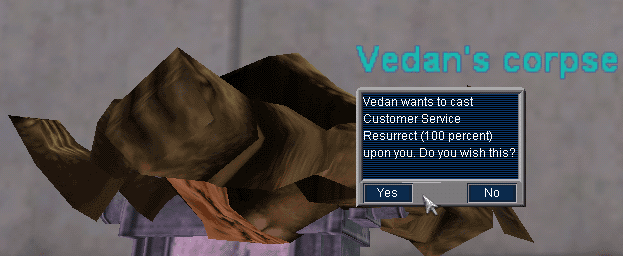 Vedan's corpse
Vedan wants to cast
Customer Service
Resurrect (100 percent)
upon you. Do you wish this?
Yes
No